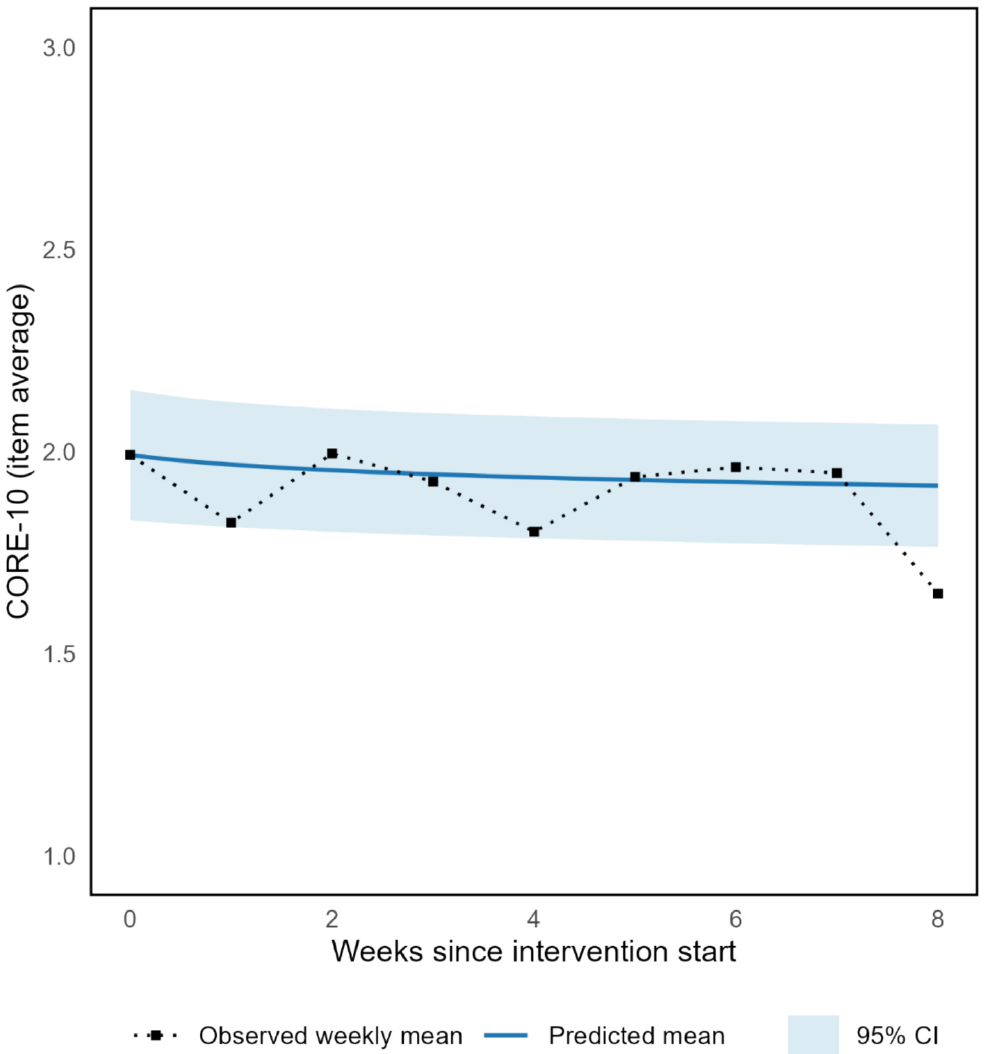 3.0
2.5
2.0
1.5
1.0
CORE-10 (item average)
0 2 4 6 8
Weeks since intervention start
Observed weekly mean Predicted mean 95% CI